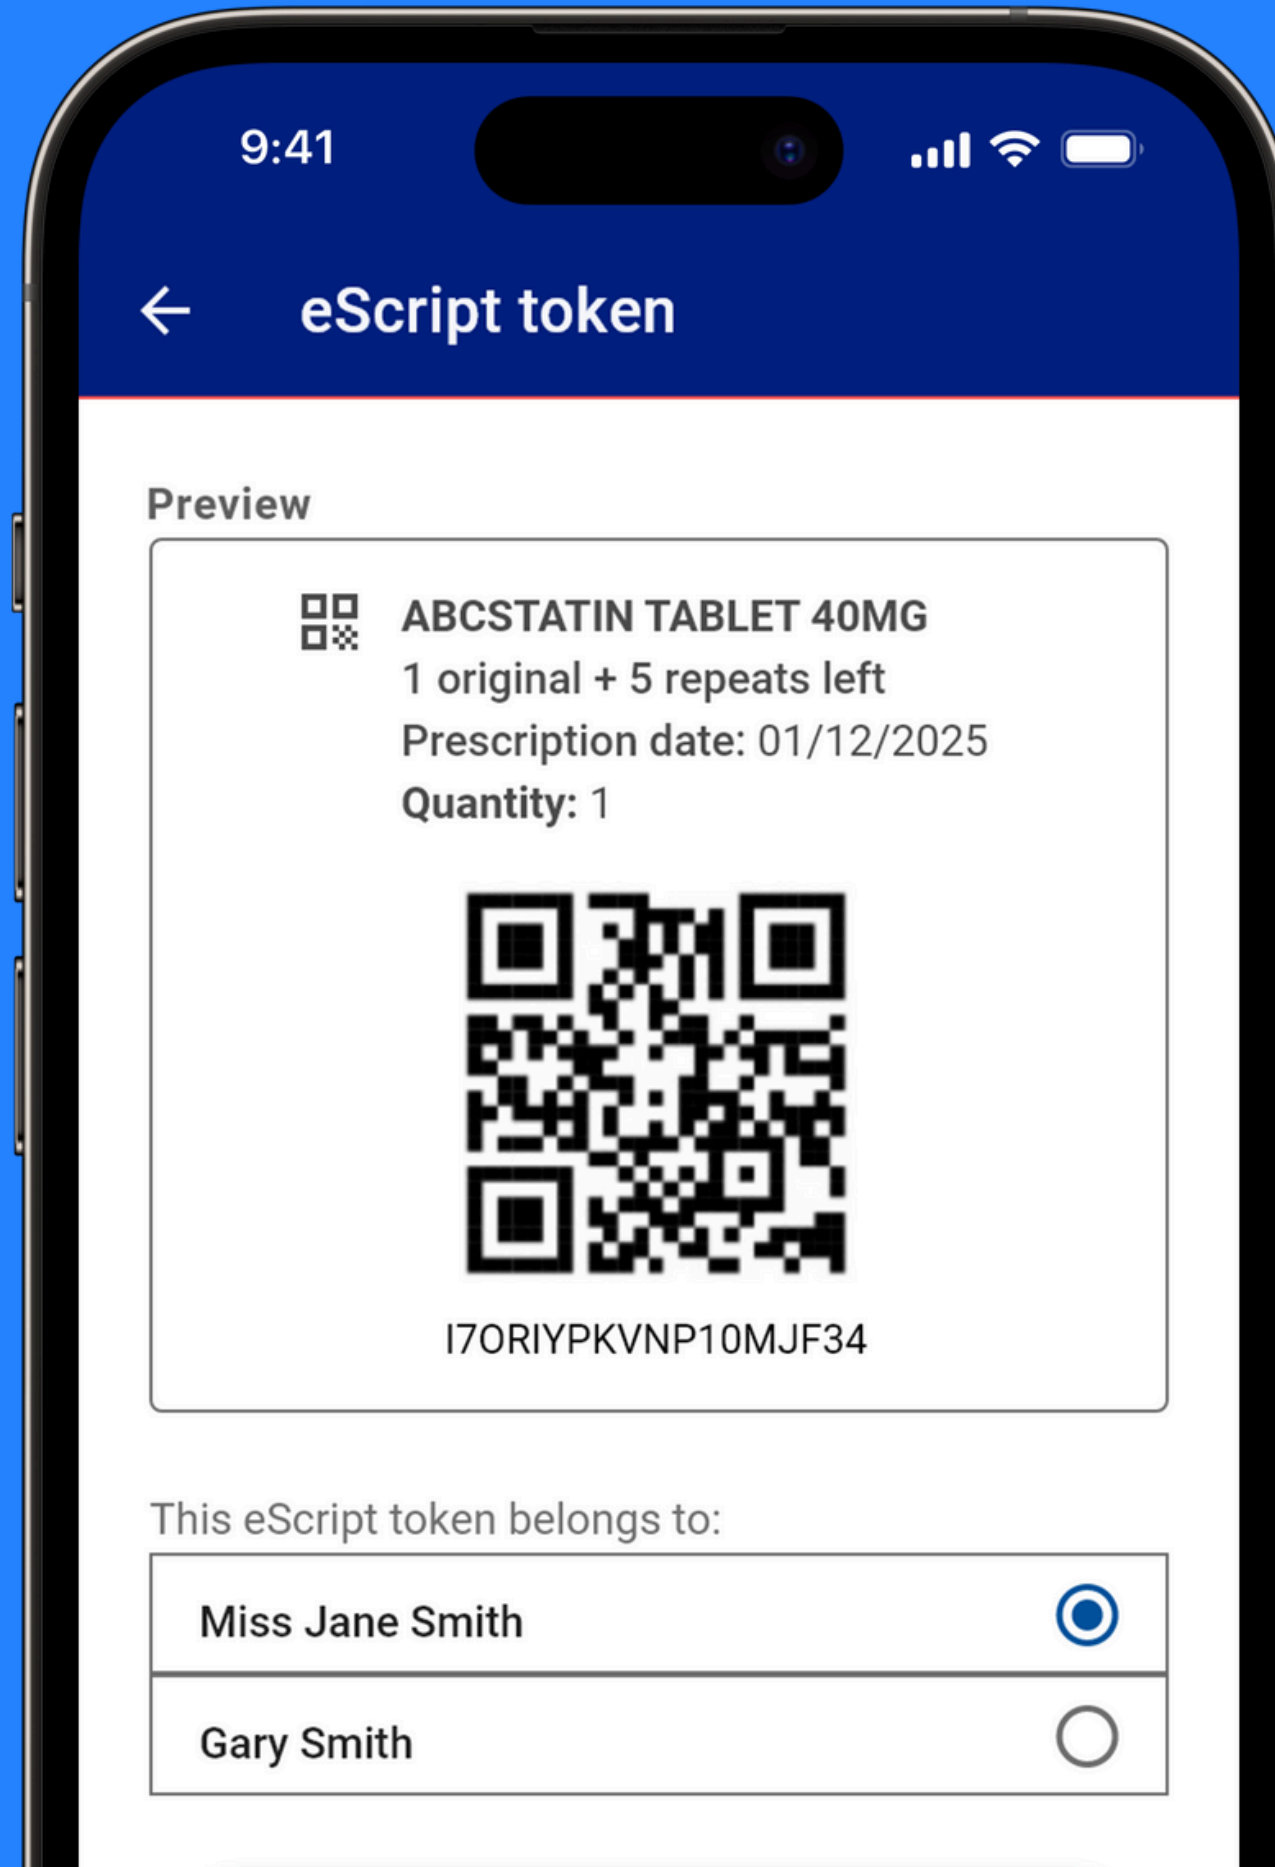 9:41
eScript token
Preview
ABCSTATIN TABLET 40MG
1 original + 5 repeats left
Prescription date: 01/12/2025
Quantity: 1
I7ORIYPKVNP10MJF34
This eScript token belongs to:
Miss Jane Smith
Gary Smith